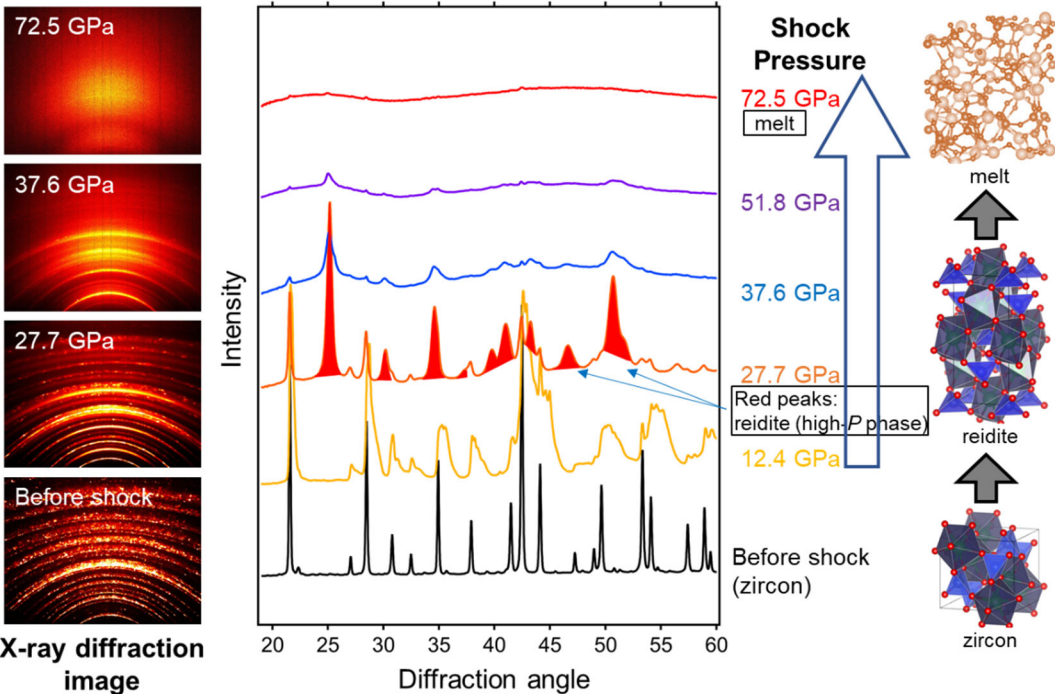 72.5 GPa
37.6 GPa
27.7 GPa
Before shock
X-ray diffraction
image
Intensity
20 25 30 35 40 45 50 55 60
Diffraction angle
Shock
Pressure
72.5 GPa
melt
51.8 GPa
37.6 GPa
27.7 GPa
Red peaks:
reidite (high-P phase)
12.4 GPa
Before shock
(zircon)
melt
reidite
zircon